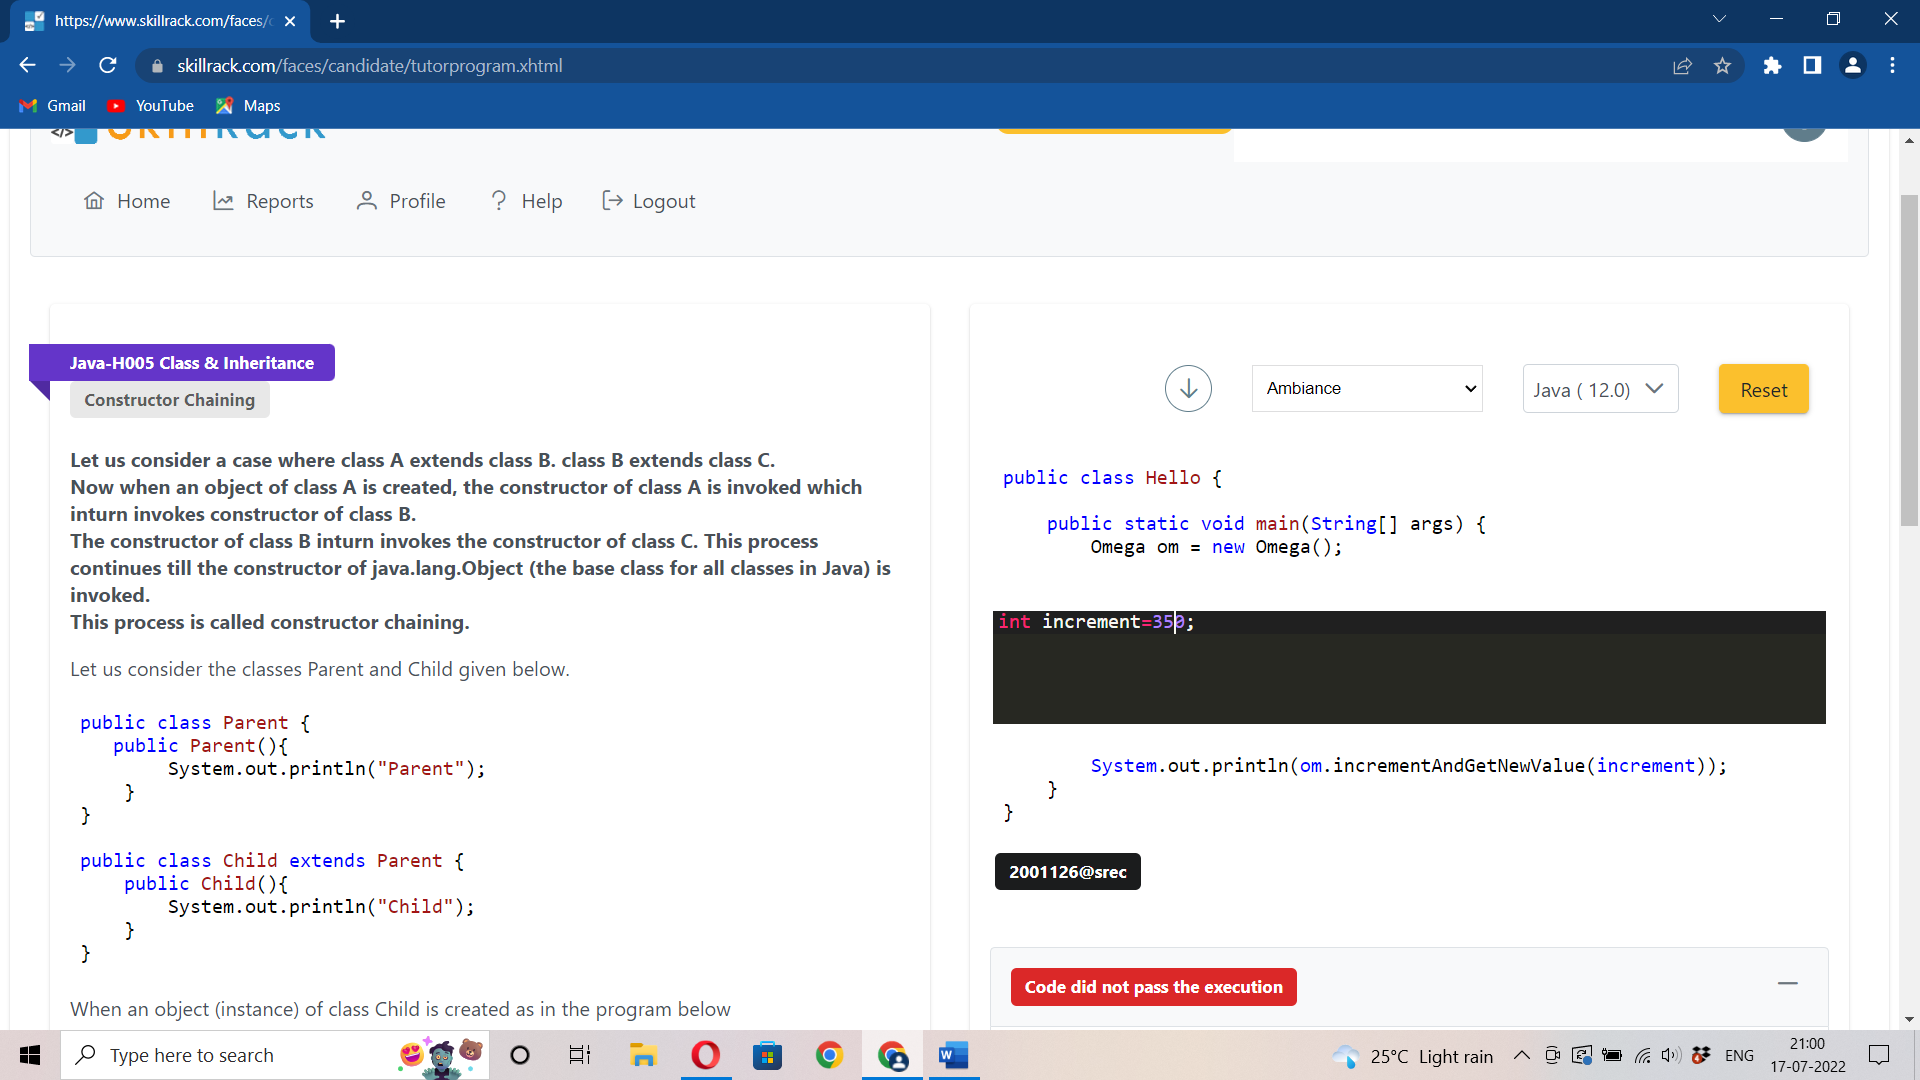 https://www.skillrack.com/faces/c
skillrack.com/faces/candidate/tutorprogram.xhtml
Gmail YouTube Maps
Home Reports Profile Help Logout
Java-H005 Class & Inheritance
Constructor Chaining
Let us consider a case where class A extends class B. class B extends class C.
Now when an object of class A is created, the constructor of class A is invoked which
inturn invokes constructor of class B.
The constructor of class B inturn invokes the constructor of class C. This process
continues till the constructor of java.lang.Object (the base class for all classes in Java) is
invoked.
This process is called constructor chaining.
Let us consider the classes Parent and Child given below.
public class Parent {
public Parent(){
System.out.println("Parent");
}
}
public class Child extends Parent {
public Child(){
System.out.println("Child");
}
}
When an object (instance) of class Child is created as in the program below
Ambiance Java ( 12.0) Reset
public class Hello {
public static void main(String[] args) {
Omega om = new Omega();
int increment=350;
System.out.println(om.incrementAndGetNewValue(increment));
}
}
2001126@srec
Code did not pass the execution
Type here to search
25°C Light rain
ENG
21:00
17-07-2022